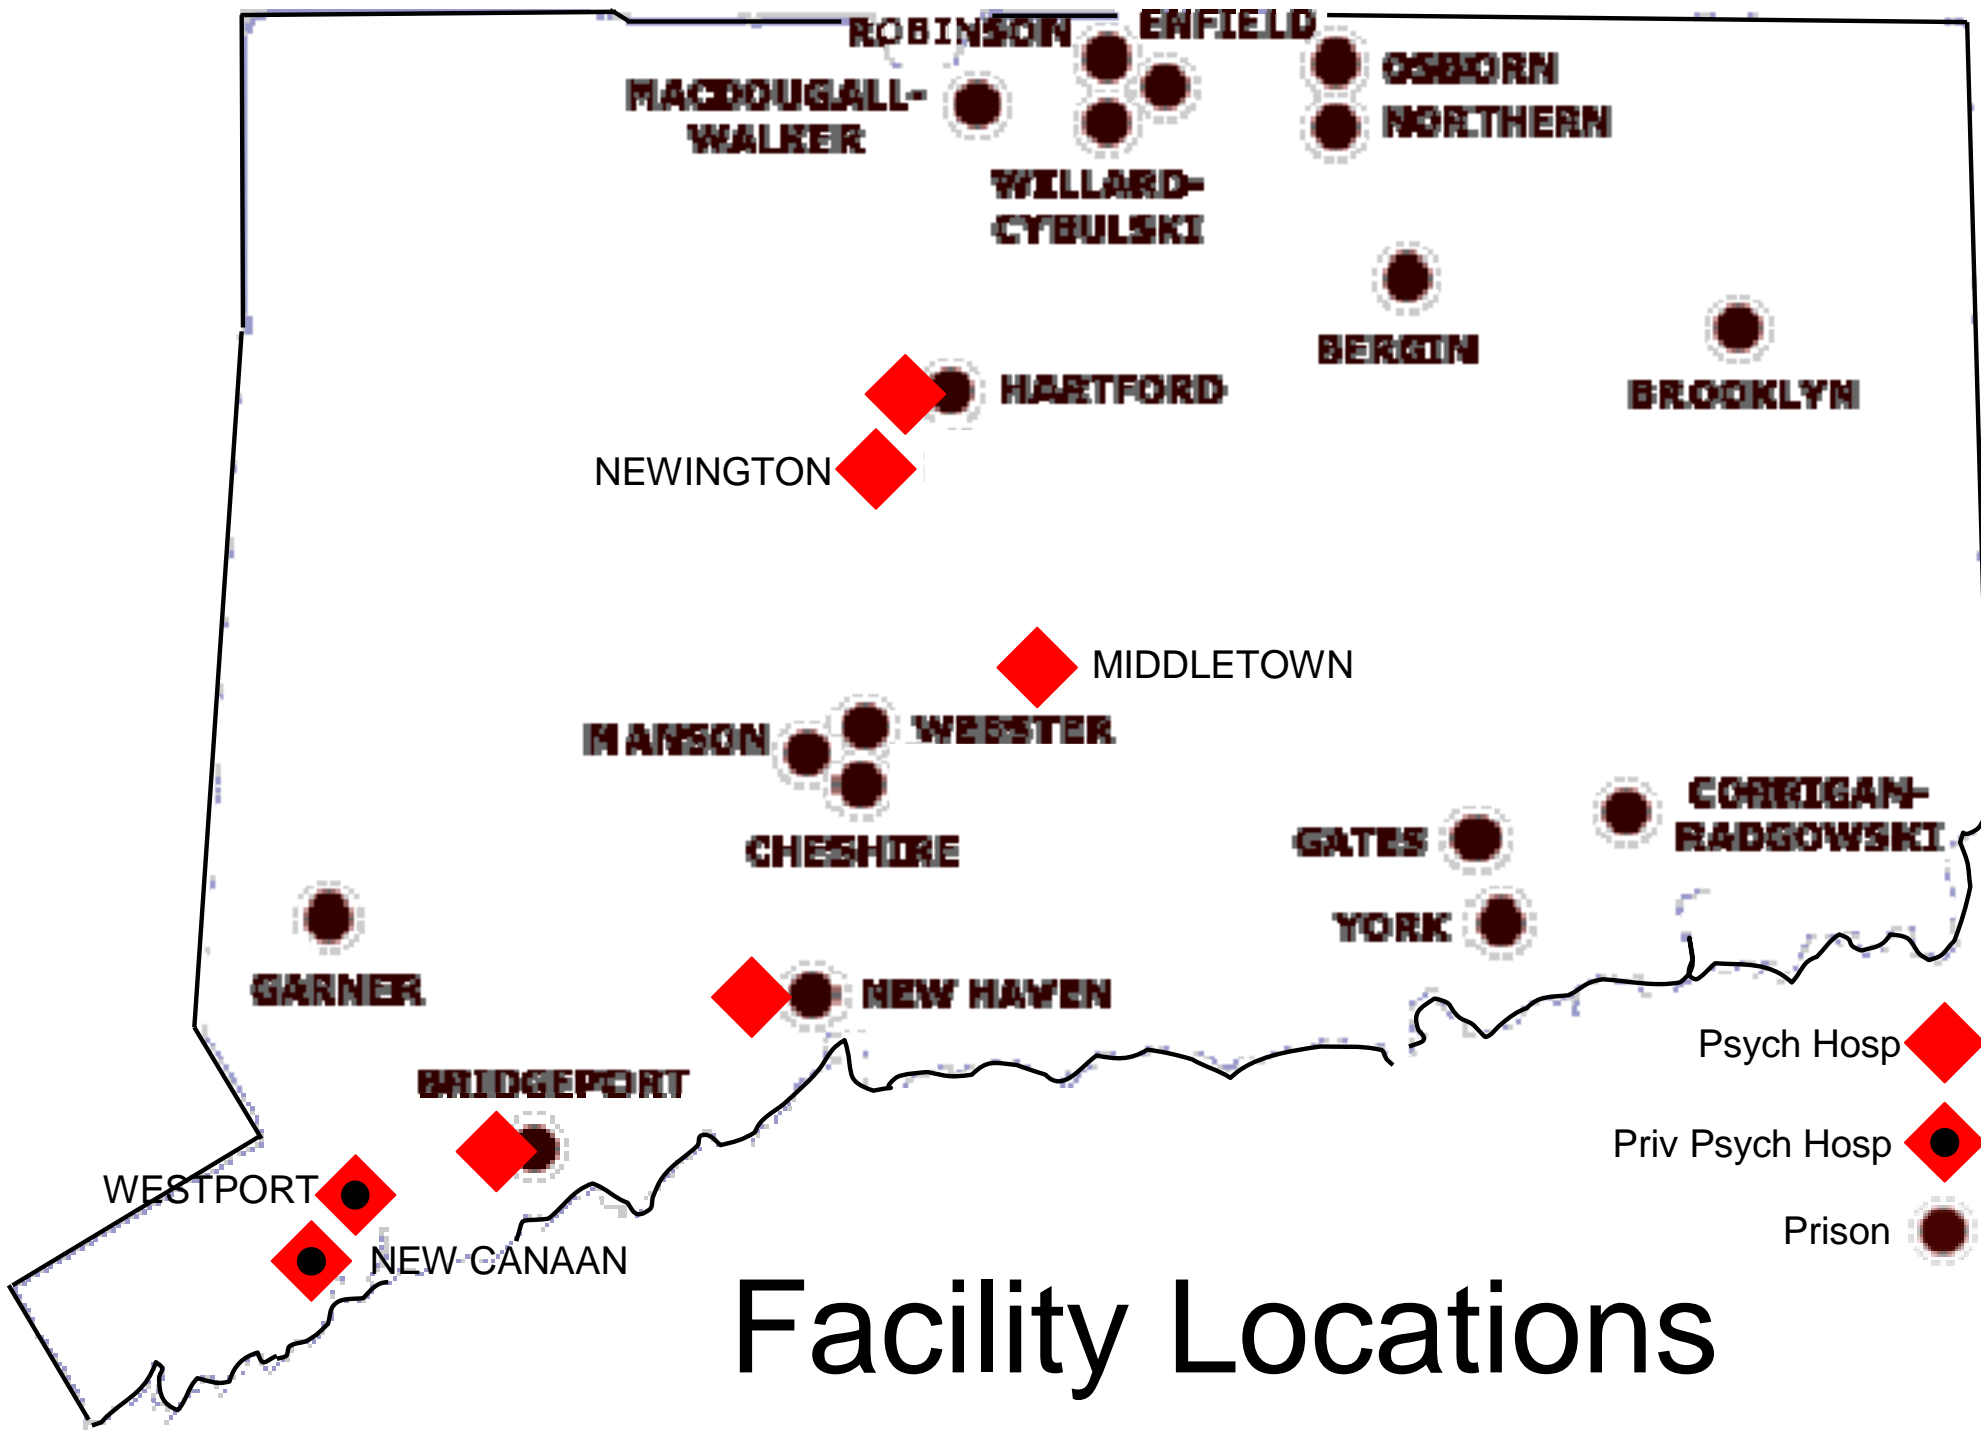 ROBINSON
ENFIELD
MACDOUGALL-
WALKER
OSBORN
NORTHERN
WILLARD-
CYBULSKI
BERGIN
BROOKLYN
HARTFORD
NEWINGTON
MIDDLETOWN
MANSON
WEBSTER
CHESHIRE
GATES
CORRIGAN-
RADGOWSKI
YORK
GARNER
NEW HAVEN
BRIDGEPORT
WESTPORT
NEW CANAAN
Psych Hosp
Priv Psych Hosp
Prison
Facility Locations